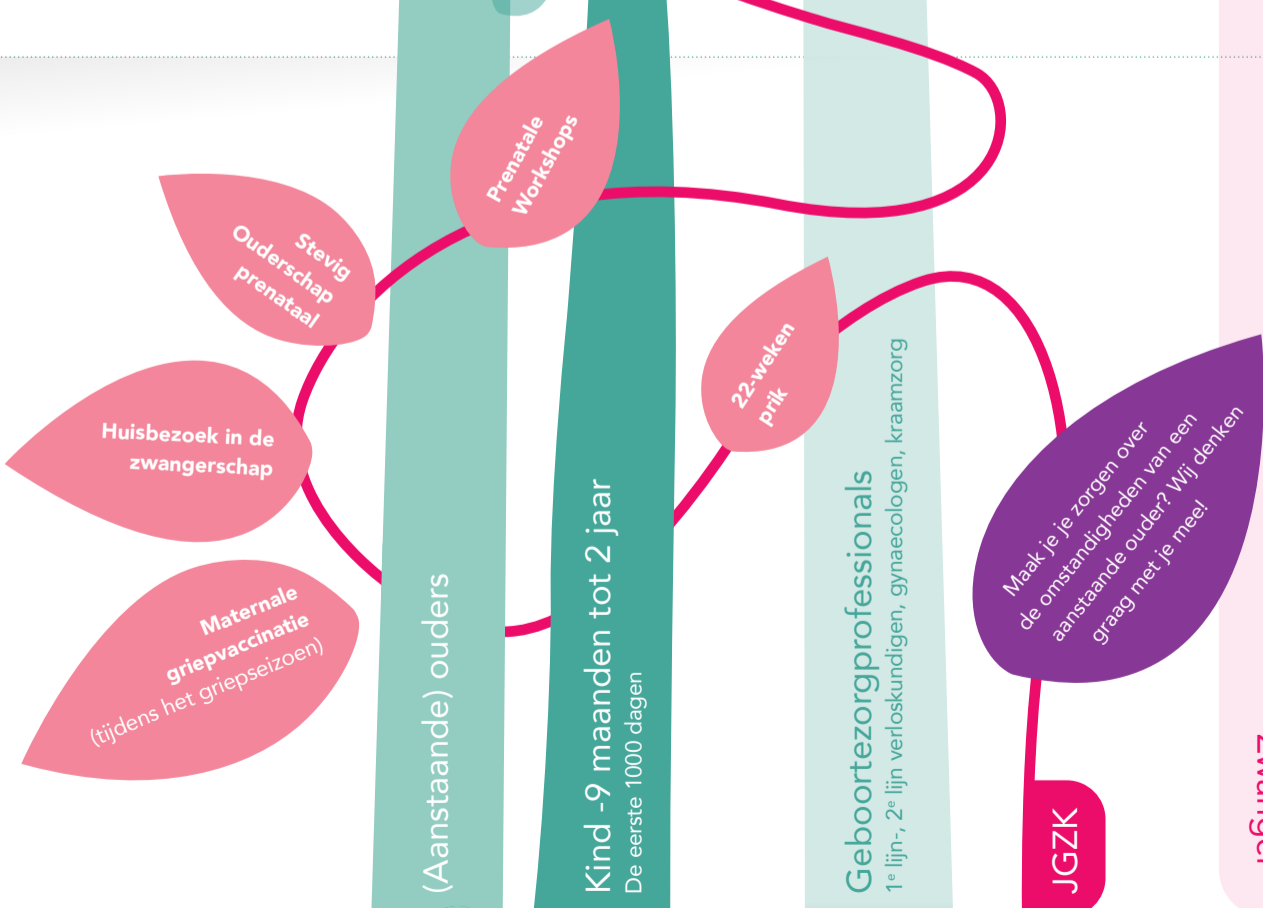 Prenatale
Workshops
Stevig
Ouderschap
prenataal
Huisbezoek in de
zwangerschap
Maternale
griepvaccinatie
(tijdens het griepseizoen)
22-weken
prik
Maak je je zorgen over
de omstandigheden van een
aanstaande ouder? Wij denken
graag met je mee!
(Aanstaande) ouders
Kind -9 maanden tot 2 jaar
De eerste 1000 dagen
Geboortezorgprofessionals
1e lijn-, 2e lijn verloskundigen, gynaecologen, kraamzorg
JGZK